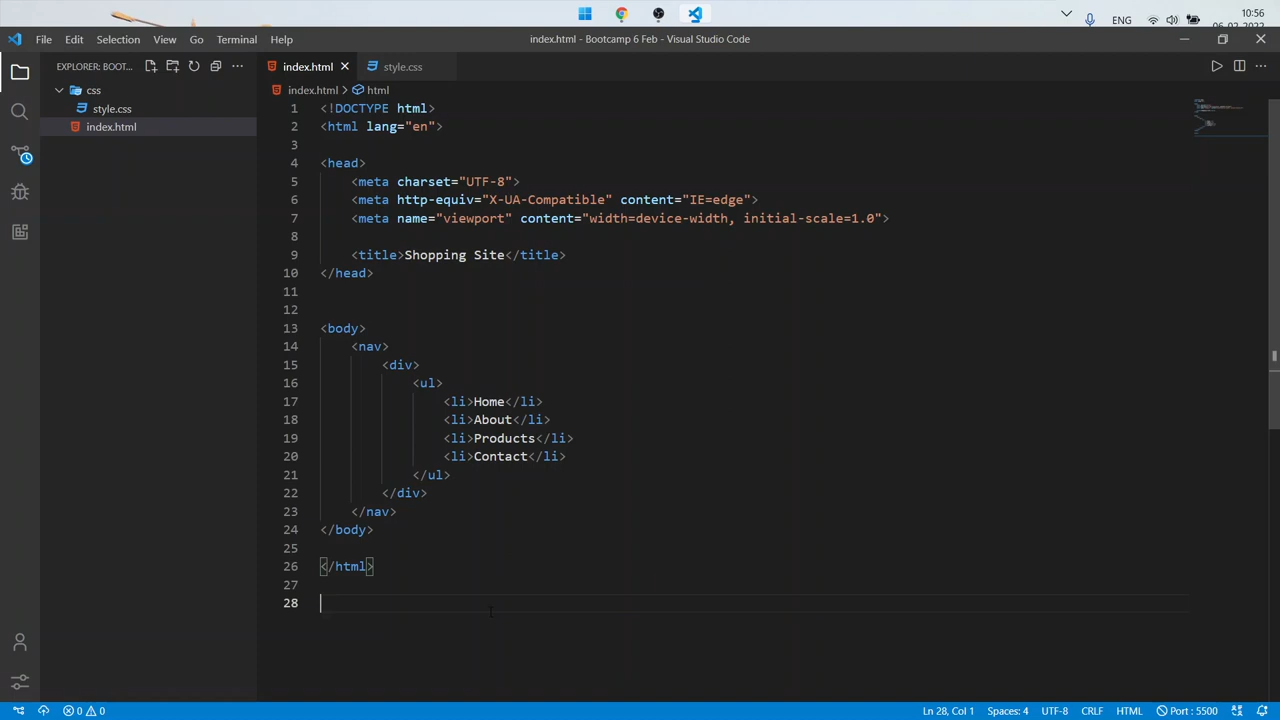 10:56
ENG
06-02-2022
File Edit Selection View Go Terminal Help
index.html - Bootcamp 6 Feb - Visual Studio Code
EXPLORER: BOOT...
index.html
style.css
css
index.html > html
style.css
index.html
1 <!DOCTYPE html>
2 <html lang="en">
3
4 <head>
5 <meta charset="UTF-8">
6 <meta http-equiv="X-UA-Compatible" content="IE=edge">
7 <meta name="viewport" content="width=device-width, initial-scale=1.0">
8
9 <title>Shopping Site</title>
10 </head>
11
12
13 <body>
14 <nav>
15 <div>
16 <ul>
17 <li>Home</li>
18 <li>About</li>
19 <li>Products</li>
20 <li>Contact</li>
21 </ul>
22 </div>
23 </nav>
24 </body>
25
26 </html>
27
28
0 0 Ln 28, Col 1 Spaces: 4 UTF-8 CRLF HTML Port : 5500